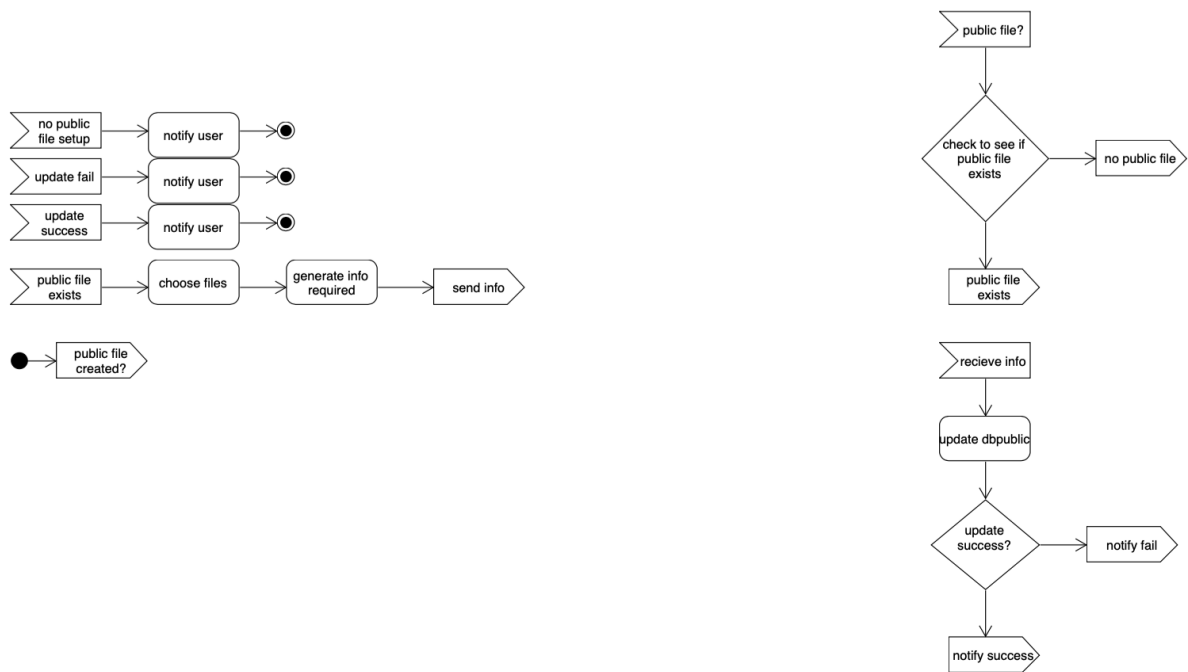 no public
file setup
notify user
update fail
notify user
update
success
notify user
public file
exists
choose files
generate info
required
send info
public file
created?
public file?
check to see if
public file
exists
no public file
public file
exists
recieve info
update dbpublic
update
success?
notify fail
notify success